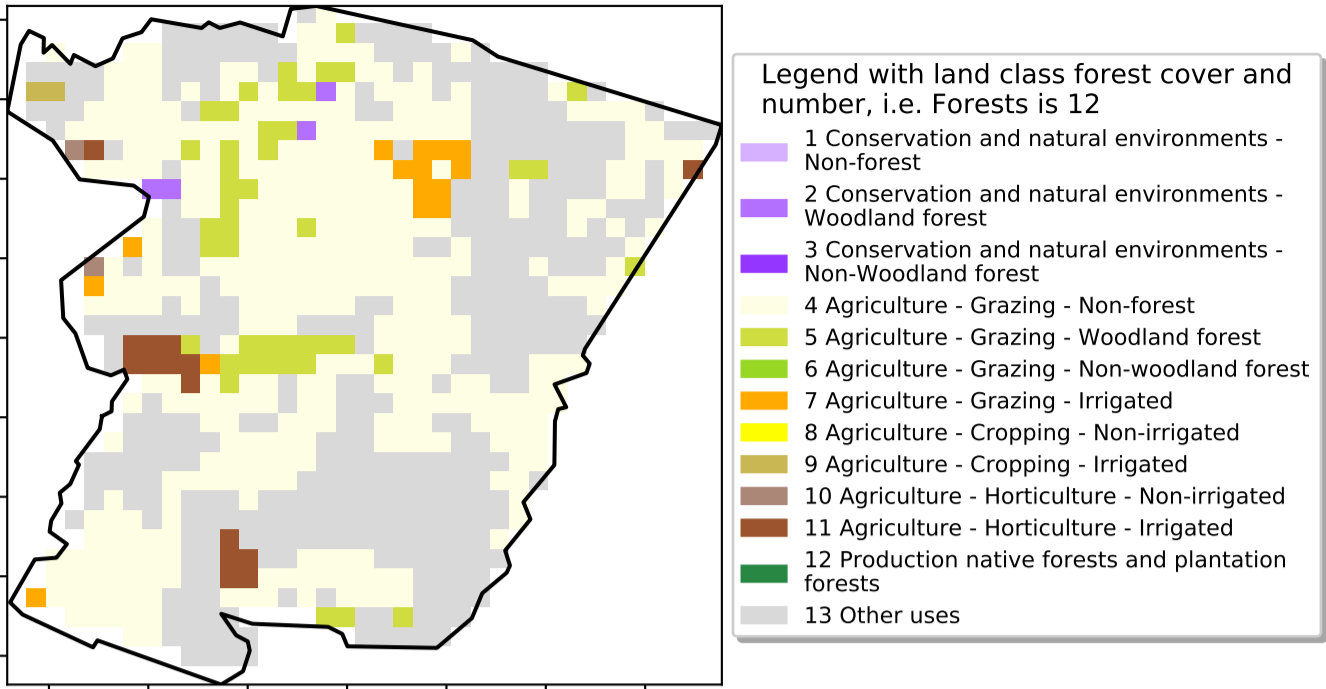 Legend with land class forest cover and
number, i.e. Forests is 12
1 Conservation and natural environments -
Non-forest
2 Conservation and natural environments -
Woodland forest
3 Conservation and natural environments -
Non-Woodland forest
4 Agriculture - Grazing - Non-forest
5 Agriculture - Grazing - Woodland forest
6 Agriculture - Grazing - Non-woodland forest
7 Agriculture - Grazing - Irrigated
8 Agriculture - Cropping - Non-irrigated
9 Agriculture - Cropping - Irrigated
10 Agriculture - Horticulture - Non-irrigated
11 Agriculture - Horticulture - Irrigated
12 Production native forests and plantation
forests
13 Other uses